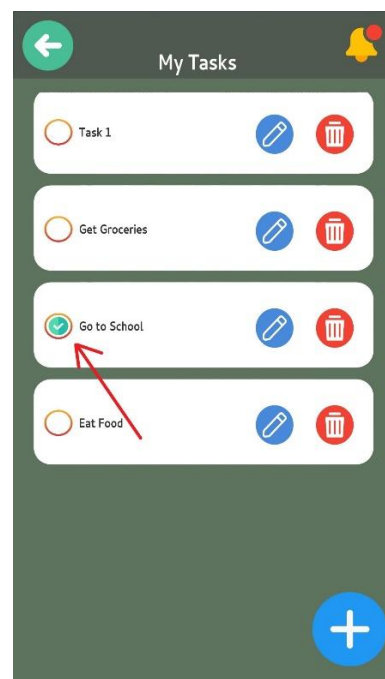 My Tasks
Task 1
Get Groceries
Go to School
Eat Food